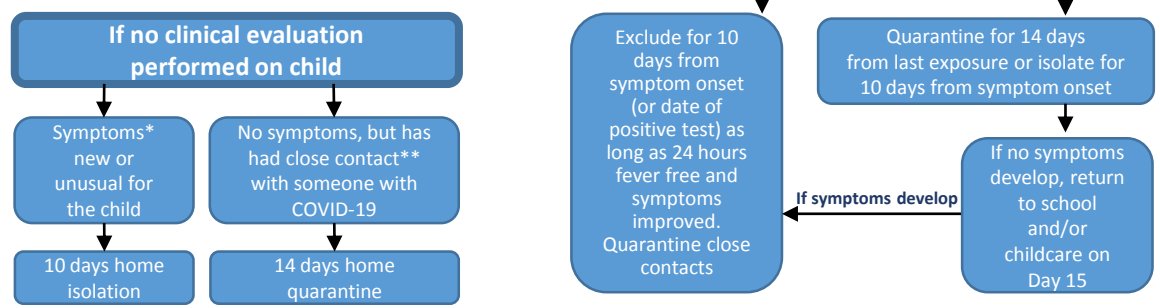 If no clinical evaluation
performed on child
Symptoms*
new or
unusual for
the child
No symptoms, but has
had close contact**
with someone with
COVID-19
10 days home
isolation
14 days home
quarantine
Exclude for 10
days from
symptom onset
(or date of
positive test) as
long as 24 hours
fever free and
symptoms
improved.
Quarantine close
contacts
Quarantine for 14 days
from last exposure or isolate for
10 days from symptom onset
If symptoms develop
If no symptoms
develop, return
to school
and/or
childcare on
Day 15